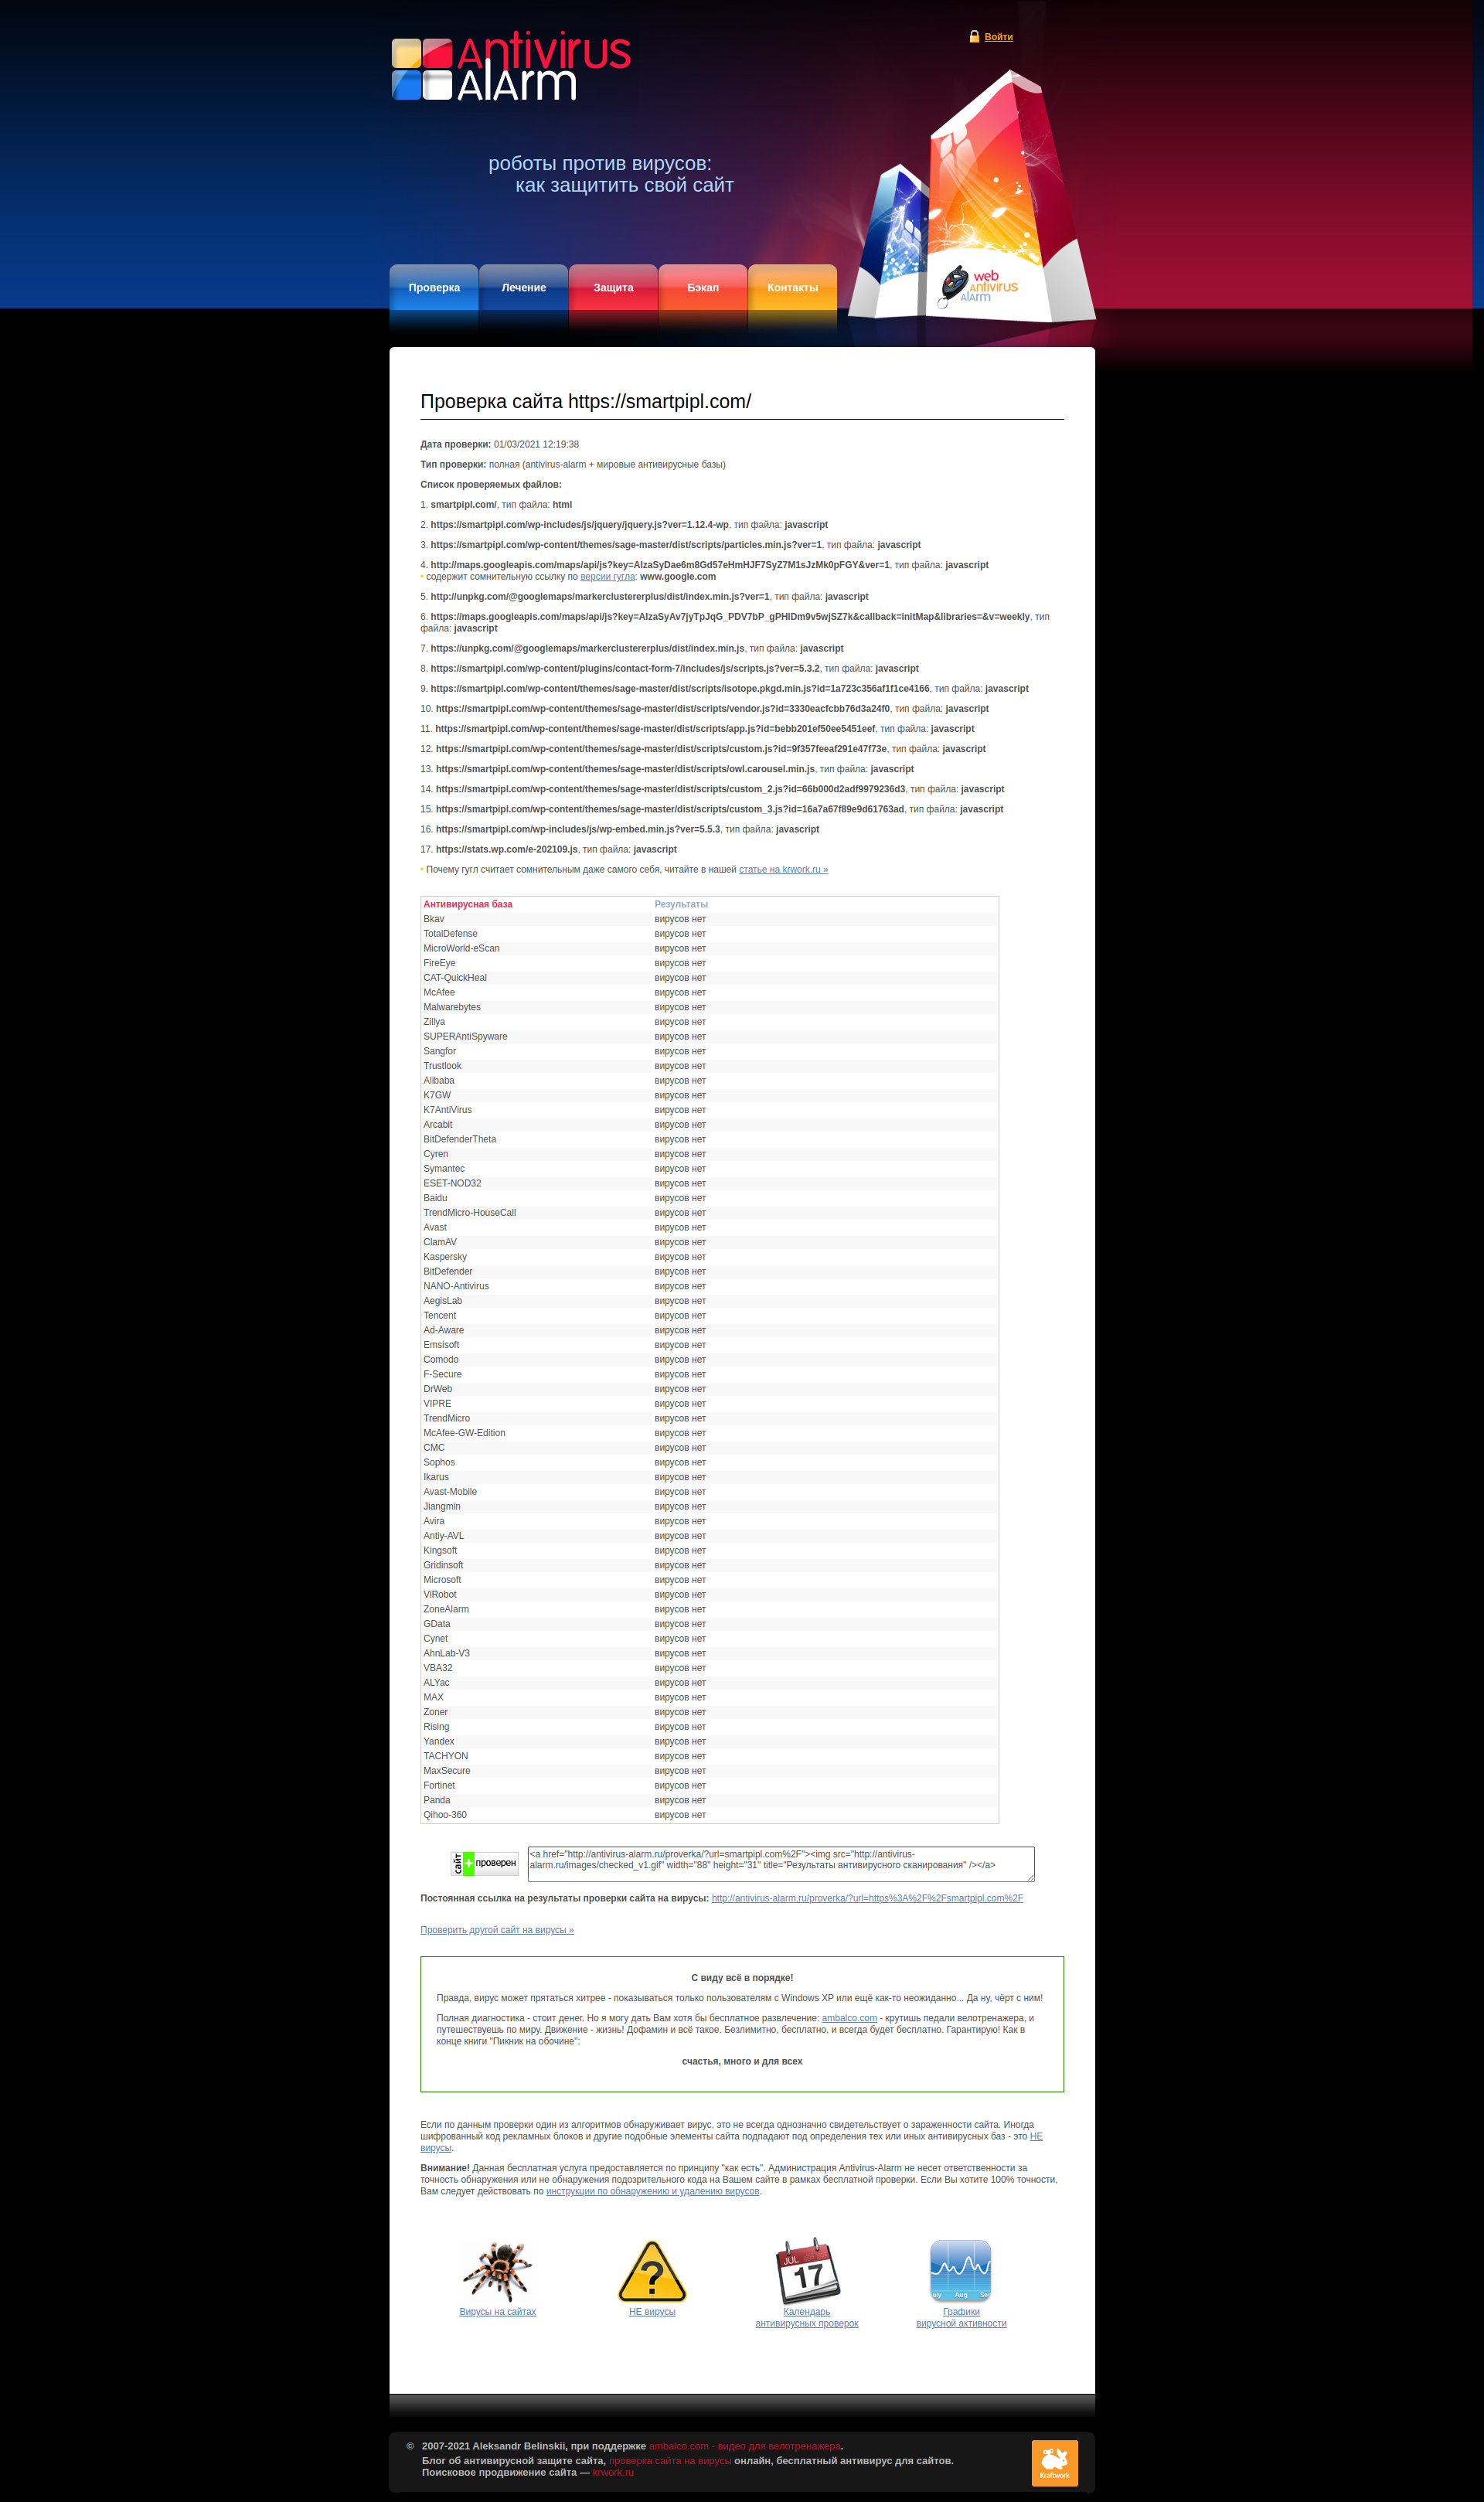 Antivirus
Alarm
Войти
роботы против вирусов:
как защитить свой сайт
Проверка
Лечение
Защита
Бэкап
Контакты
web
antivirus
alarm
Проверка сайта https://smartpipl.com/
Дата проверки: 01/03/2021 12:19:38
Тип проверки: полная (antivirus-alarm + мировые антивирусные базы)
Список проверяемых файлов:
1. smartpipl.com/, тип файла: html
2. https://smartpipl.com/wp-includes/js/jquery/jquery.js?ver=1.12.4-wp, тип файла: javascript
3. https://smartpipl.com/wp-content/themes/sage-master/dist/scripts/particles.min.js?ver=1, тип файла: javascript
4. http://maps.googleapis.com/maps/api/js?key=AIzaSyDae6m8Gd57eHmHJF7SyZ7M1sJzMk0pFGY&ver=1, тип файла: javascript
• содержит сомнительную ссылку по версии гугла: www.google.com
5. http://unpkg.com/@googlemaps/markerclustererplus/dist/index.min.js?ver=1, тип файла: javascript
6. https://maps.googleapis.com/maps/api/js?key=AIzaSyAv7jyTpJqG_PDV7bP_gPHlDm9v5wjSZ7k&callback=initMap&libraries=&v=weekly, тип
файла: javascript
7. https://unpkg.com/@googlemaps/markerclustererplus/dist/index.min.js, тип файла: javascript
8. https://smartpipl.com/wp-content/plugins/contact-form-7/includes/js/scripts.js?ver=5.3.2, тип файла: javascript
9. https://smartpipl.com/wp-content/themes/sage-master/dist/scripts/isotope.pkgd.min.js?id=1a723c356af1f1ce4166, тип файла: javascript
10. https://smartpipl.com/wp-content/themes/sage-master/dist/scripts/vendor.js?id=3330eacfcbb76d3a24f0, тип файла: javascript
11. https://smartpipl.com/wp-content/themes/sage-master/dist/scripts/app.js?id=bebb201ef50ee5451eef, тип файла: javascript
12. https://smartpipl.com/wp-content/themes/sage-master/dist/scripts/custom.js?id=9f357feeaf291e47f73e, тип файла: javascript
13. https://smartpipl.com/wp-content/themes/sage-master/dist/scripts/owl.carousel.min.js, тип файла: javascript
14. https://smartpipl.com/wp-content/themes/sage-master/dist/scripts/custom_2.js?id=66b000d2adf9979236d3, тип файла: javascript
15. https://smartpipl.com/wp-content/themes/sage-master/dist/scripts/custom_3.js?id=16a7a67f89e9d61763ad, тип файла: javascript
16. https://smartpipl.com/wp-includes/js/wp-embed.min.js?ver=5.5.3, тип файла: javascript
17. https://stats.wp.com/e-202109.js, тип файла: javascript
• Почему гугл считает сомнительным даже самого себя, читайте в нашей статье на krwork.ru »
Антивирусная база Результаты
Bkav вирусов нет
TotalDefense вирусов нет
MicroWorld-eScan вирусов нет
FireEye вирусов нет
CAT-QuickHeal вирусов нет
McAfee вирусов нет
Malwarebytes вирусов нет
Zillya вирусов нет
SUPERAntiSpyware вирусов нет
Sangfor вирусов нет
Trustlook вирусов нет
Alibaba вирусов нет
K7GW вирусов нет
K7AntiVirus вирусов нет
Arcabit вирусов нет
BitDefenderTheta вирусов нет
Cyren вирусов нет
Symantec вирусов нет
ESET-NOD32 вирусов нет
Baidu вирусов нет
TrendMicro-HouseCall вирусов нет
Avast вирусов нет
ClamAV вирусов нет
Kaspersky вирусов нет
BitDefender вирусов нет
NANO-Antivirus вирусов нет
AegisLab вирусов нет
Tencent вирусов нет
Ad-Aware вирусов нет
Emsisoft вирусов нет
Comodo вирусов нет
F-Secure вирусов нет
DrWeb вирусов нет
VIPRE вирусов нет
TrendMicro вирусов нет
McAfee-GW-Edition вирусов нет
CMC вирусов нет
Sophos вирусов нет
Ikarus вирусов нет
Avast-Mobile вирусов нет
Jiangmin вирусов нет
Avira вирусов нет
Antiy-AVL вирусов нет
Kingsoft вирусов нет
Gridinsoft вирусов нет
Microsoft вирусов нет
ViRobot вирусов нет
ZoneAlarm вирусов нет
GData вирусов нет
Cynet вирусов нет
AhnLab-V3 вирусов нет
VBA32 вирусов нет
ALYac вирусов нет
MAX вирусов нет
Zoner вирусов нет
Rising вирусов нет
Yandex вирусов нет
TACHYON вирусов нет
MaxSecure вирусов нет
Fortinet вирусов нет
Panda вирусов нет
Qihoo-360 вирусов нет
сайт + проверен
<a href="http://antivirus-alarm.ru/proverka/?url=smartpipl.com%2F"><img src="http://antivirus-
alarm.ru/images/checked_v1.gif" width="88" height="31" title="Результаты антивирусного сканирования" /></a>
Постоянная ссылка на результаты проверки сайта на вирусы: http://antivirus-alarm.ru/proverka/?url=https%3A%2F%2Fsmartpipl.com%2F
Проверить другой сайт на вирусы »
С виду всё в порядке!
Правда, вирус может прятаться хитрее - показываться только пользователям с Windows XP или ещё как-то неожиданно... Да ну, чёрт с ним!
Полная диагностика - стоит денег. Но я могу дать Вам хотя бы бесплатное развлечение: ambalco.com - крутишь педали велотренажера, и
путешествуешь по миру. Движение - жизнь! Дофамин и всё такое. Безлимитно, бесплатно, и всегда будет бесплатно. Гарантирую! Как в
конце книги "Пикник на обочине":
счастья, много и для всех
Если по данным проверки один из алгоритмов обнаруживает вирус, это не всегда однозначно свидетельствует о зараженности сайта. Иногда
шифрованный код рекламных блоков и другие подобные элементы сайта подпадают под определения тех или иных антивирусных баз - это НЕ
вирусы.
Внимание! Данная бесплатная услуга предоставляется по принципу "как есть". Администрация Antivirus-Alarm не несет ответственности за
точность обнаружения или не обнаружения подозрительного кода на Вашем сайте в рамках бесплатной проверки. Если Вы хотите 100% точности,
Вам следует действовать по инструкции по обнаружению и удалению вирусов.
?
JUL
17
Aug
Вирусы на сайтах
НЕ вирусы
Календарь
антивирусных проверок
Графики
вирусной активности
© 2007-2021 Aleksandr Belinskii, при поддержке ambalco.com - видео для велотренажера.
Блог об антивирусной защите сайта, проверка сайта на вирусы онлайн, бесплатный антивирус для сайтов.
Поисковое продвижение сайта — krwork.ru
Kraftwork